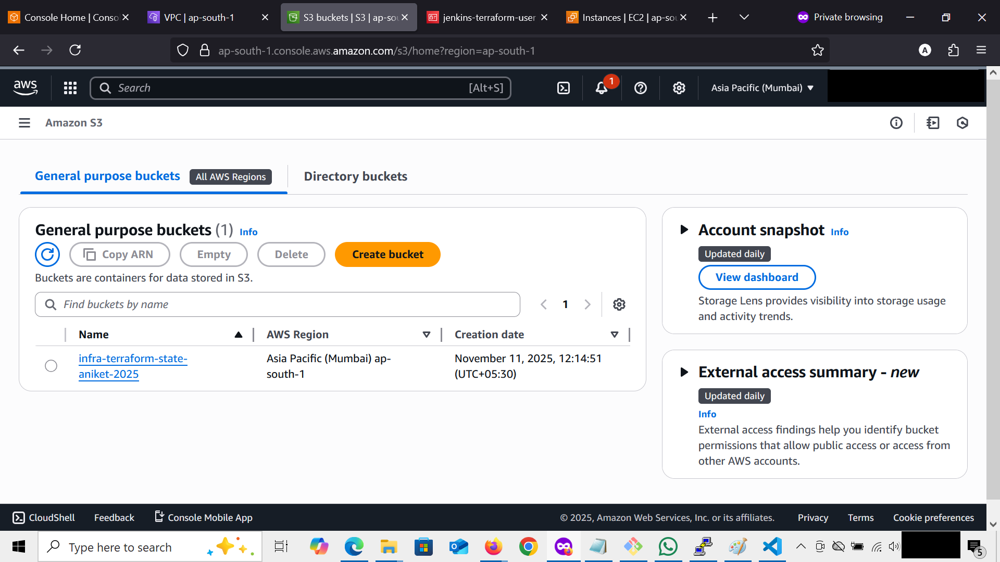 Console Home | Conso
VPC | ap-south-1
S3 buckets | S3 | ap-sou
jenkins-terraform-user
Instances | EC2 | ap-sou
Private browsing
ap-south-1.console.aws.amazon.com/s3/home?region=ap-south-1
A
aws
Search
[Alt+S]
1
Asia Pacific (Mumbai)
Amazon S3
General purpose buckets
All AWS Regions
Directory buckets
General purpose buckets (1) Info
Copy ARN
Empty
Delete
Create bucket
Buckets are containers for data stored in S3.
Find buckets by name
1
Name
AWS Region
Creation date
infra-terraform-state-
aniket-2025
Asia Pacific (Mumbai) ap-
south-1
November 11, 2025, 12:14:51
(UTC+05:30)
Account snapshot Info
Updated daily
View dashboard
Storage Lens provides visibility into storage usage
and activity trends.
External access summary - new
Updated daily
Info
External access findings help you identify bucket
permissions that allow public access or access from
other AWS accounts.
CloudShell
Feedback
Console Mobile App
© 2025, Amazon Web Services, Inc. or its affiliates.
Privacy
Terms
Cookie preferences
Type here to search
5